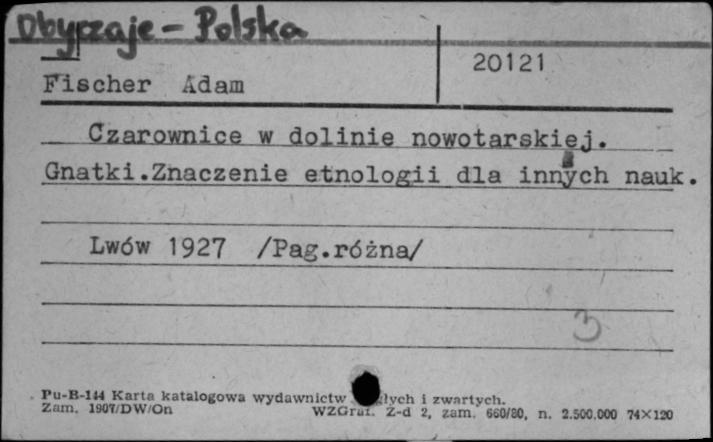 Obyczaje - Polska
20121
Fischer Adam
Czarownice w dolinie nowotarskiej.
Gnatki.Znaczenie etnologii dla innych nauk.
Lwów 1927 /Pag.różna/
3
Pu-B-144 Karta katalogowa wydawnictw i zwartych.
Zam. 1907/DW/On WZGraf. Z-d 2, zam. 660/80, n. 2.500.000 74×120